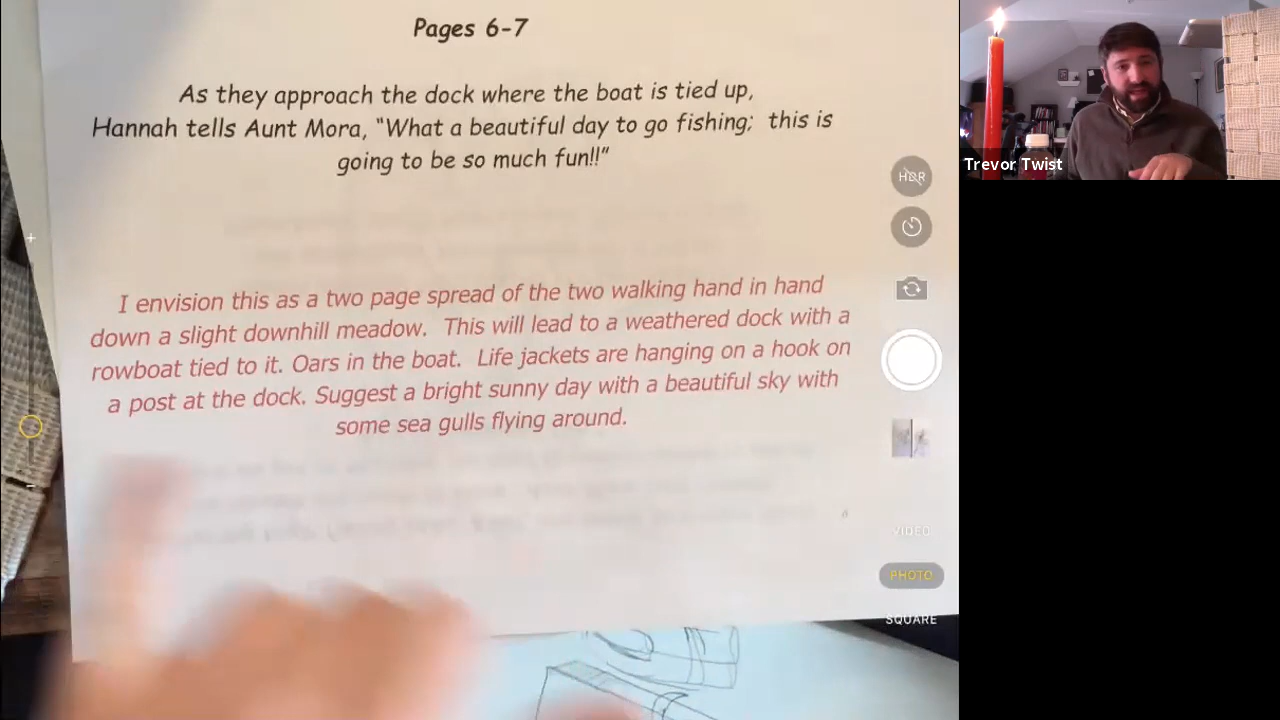 Pages 6-7
As they approach the dock where the boat is tied up,
Hannah tells Aunt Mora, "What a beautiful day to go fishing; this is
going to be so much fun!!"
I envision this as a two page spread of the two walking hand in hand
down a slight downhill meadow. This will lead to a weathered dock with a
rowboat tied to it. Oars in the boat. Life jackets are hanging on a hook on
a post at the dock. Suggest a bright sunny day with a beautiful sky with
some sea gulls flying around.
HDR
VIDEO
PHOTO
SQUARE
Trevor Twist